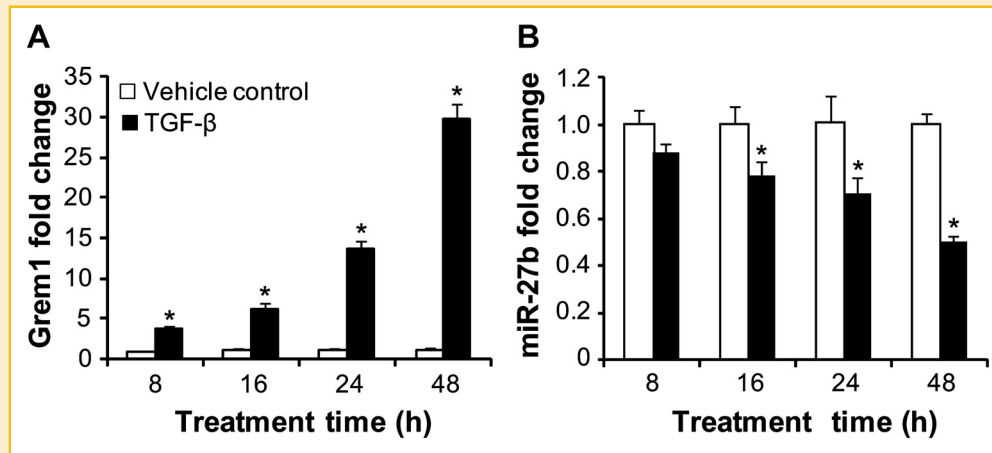 A
Grem1 fold change
35
30
25
20
15
10
5
0
Vehicle control
TGF-β
*
*
*
*
8 16 24 48
Treatment time (h)
B
miR-27b fold change
1.2
1.0
0.8
0.6
0.4
0.2
0
*
*
*
8 16 24 48
Treatment time (h)